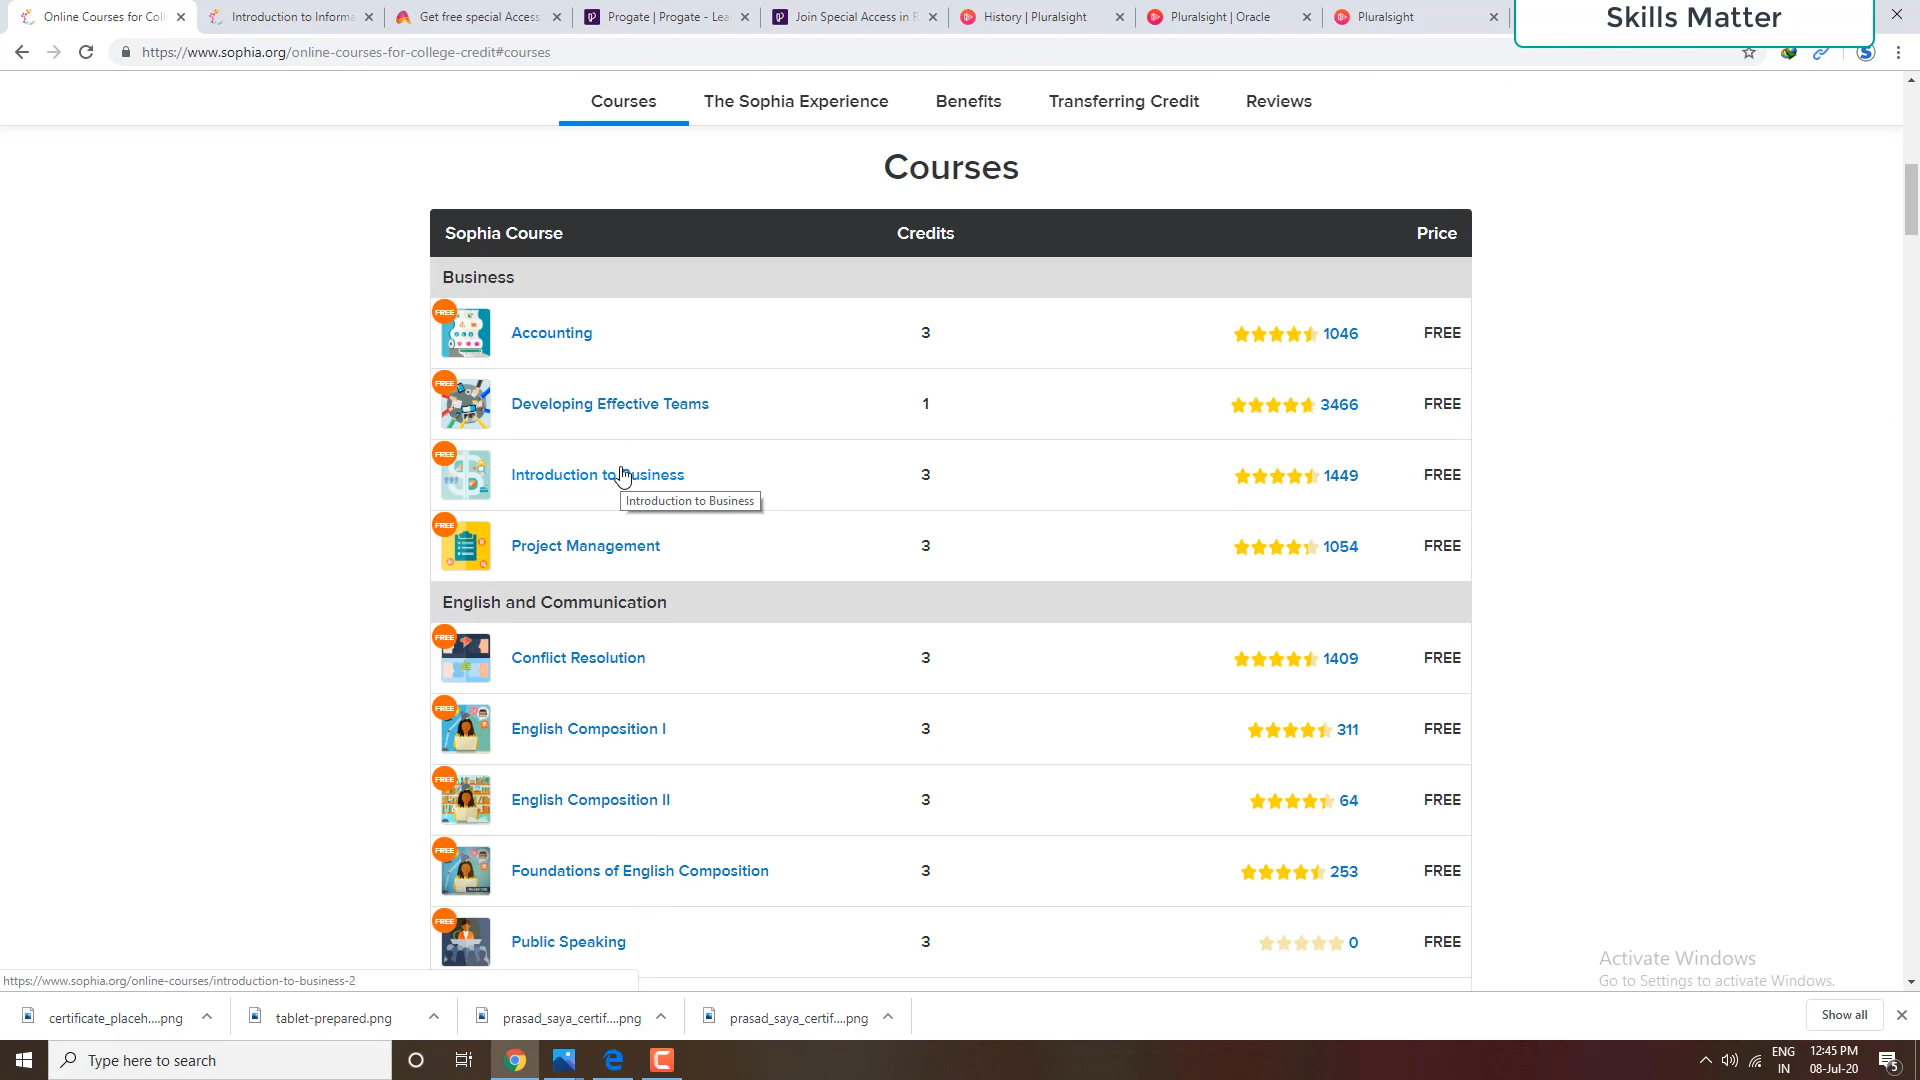 Online Courses for Coll
Introduction to Informa
Get free special Access
Progate | Progate - Lea
Join Special Access in R
History | Pluralsight
Pluralsight | Oracle
Pluralsight
Skills Matter
https://www.sophia.org/online-courses-for-college-credit#courses
Courses
The Sophia Experience
Benefits
Transferring Credit
Reviews
Courses
Sophia Course Credits Price
Business
FREE Accounting 3 1046 FREE
FREE Developing Effective Teams 1 3466 FREE
FREE Introduction to Business 3 1449 FREE
Introduction to Business
FREE Project Management 3 1054 FREE
English and Communication
FREE Conflict Resolution 3 1409 FREE
FREE English Composition I 3 311 FREE
FREE English Composition II 3 64 FREE
FREE Foundations of English Composition 3 253 FREE
FREE Public Speaking 3 0 FREE
Activate Windows
Go to Settings to activate Windows.
https://www.sophia.org/online-courses/introduction-to-business-2
certificate_placeh....png
tablet-prepared.png
prasad_saya_certif....png
prasad_saya_certif....png
Show all
Type here to search
ENG
IN
12:45 PM
08-Jul-20
5